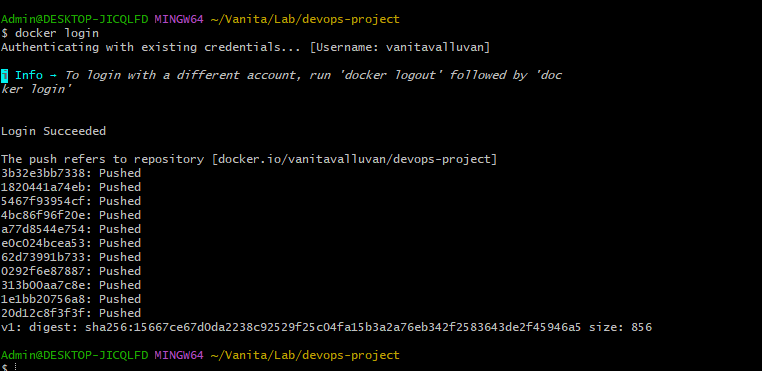 Admin@DESKTOP-JICQLFD MINGW64 ~/Vanita/Lab/devops-project
$ docker login
Authenticating with existing credentials... [Username: vanitavalluvan]
i Info → To login with a different account, run 'docker logout' followed by 'doc
ker login'
Login Succeeded
The push refers to repository [docker.io/vanitavalluvan/devops-project]
3b32e3bb7338: Pushed
1820441a74eb: Pushed
5467f93954cf: Pushed
4bc86f96f20e: Pushed
a77d8544e754: Pushed
e0c024bcea53: Pushed
62d73991b733: Pushed
0292f6e87887: Pushed
313b00aa7c8e: Pushed
1e1bb20756a8: Pushed
20d12c8f3f3f: Pushed
v1: digest: sha256:15667ce67d0da2238c92529f25c04fa15b3a2a76eb342f2583643de2f45946a5 size: 856
Admin@DESKTOP-JICQLFD MINGW64 ~/Vanita/Lab/devops-project
$